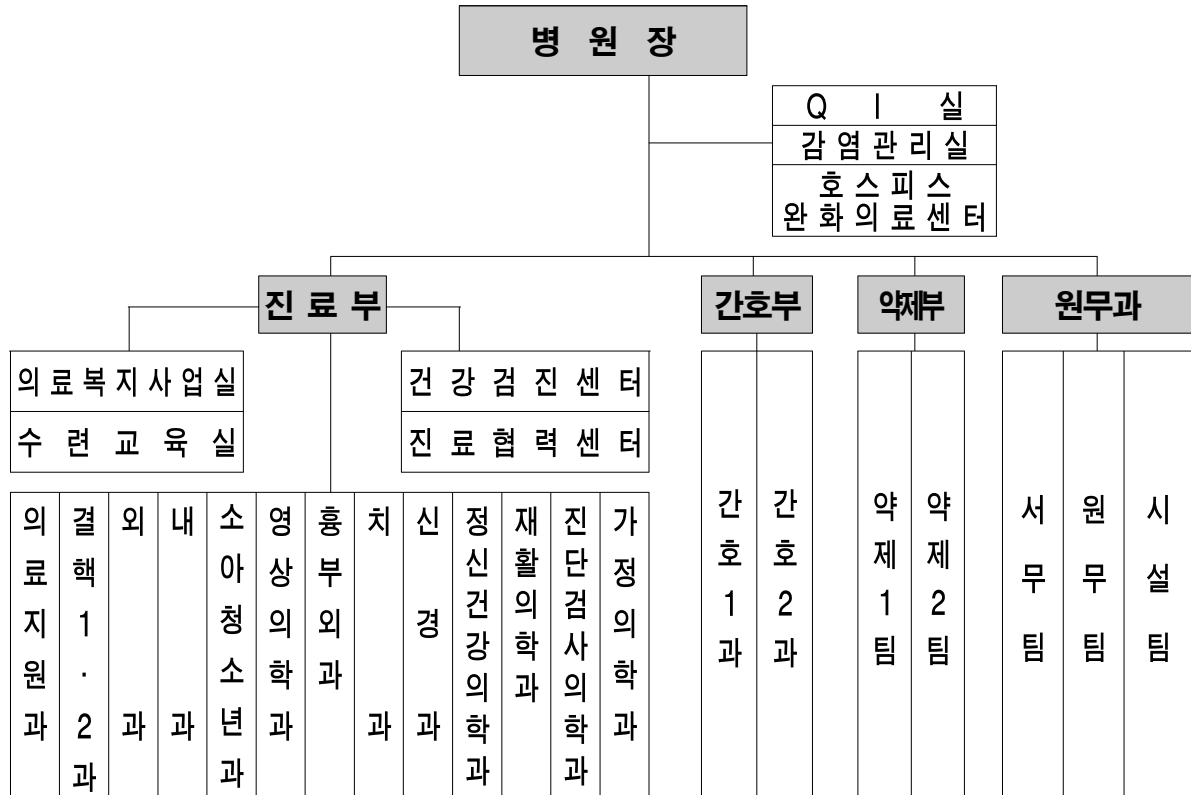 병 원 장
Q I 실
감염관리실
호스피스
완화의료센터
진 료 부
간호부
약제부
원무과
의료복지사업실
수련교육실
건강검진센터
진료협력센터
의료지원과
결핵1·2과
외과
내과
소아청소년과
영상의학과
흉부외과
치과
신경과
정신건강의학과
재활의학과
진단검사의학과
가정의학과
간호1과
간호2과
약제1팀
약제2팀
서무팀
원무팀
시설팀